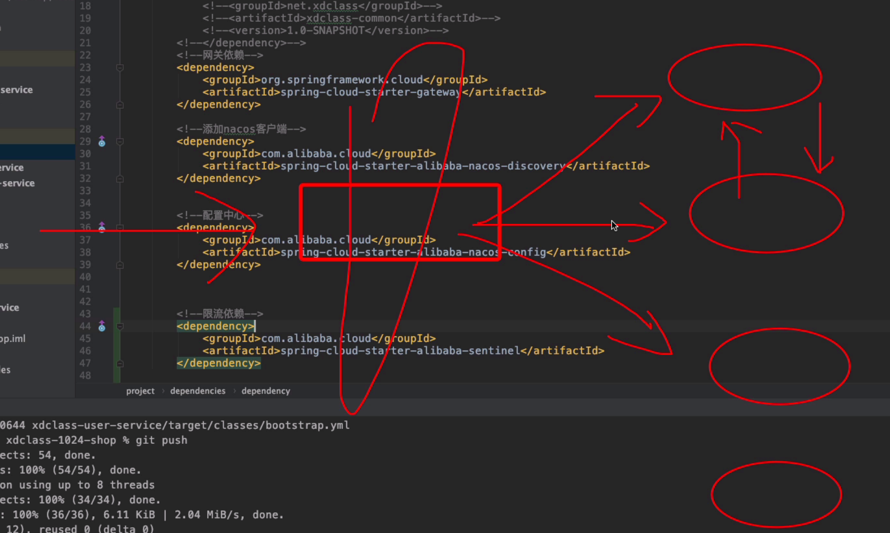 18 <!--<groupId>net.xdclass</groupId>-->
19 <!--<artifactId>xdclass-common</artifactId>-->
20 <!--<version>1.0-SNAPSHOT</version>-->
21 <!--</dependency>-->
22 <!--网关依赖-->
23 <dependency>
24 <groupId>org.springframework.cloud</groupId>
25 <artifactId>spring-cloud-starter-gateway</artifactId>
26 </dependency>
27
28 <!--添加nacos客户端-->
29 <dependency>
30 <groupId>com.alibaba.cloud</groupId>
31 <artifactId>spring-cloud-starter-alibaba-nacos-discovery</artifactId>
32 </dependency>
33
34
35 <!--配置中心-->
36 <dependency>
37 <groupId>com.alibaba.cloud</groupId>
38 <artifactId>spring-cloud-starter-alibaba-nacos-config</artifactId>
39 </dependency>
40
41
42
43 <!--限流依赖-->
44 <dependency>
45 <groupId>com.alibaba.cloud</groupId>
46 <artifactId>spring-cloud-starter-alibaba-sentinel</artifactId>
47 </dependency>
48
service
ervice
-service
es
vice
op.iml
es
project › dependencies › dependency
0644 xdclass-user-service/target/classes/bootstrap.yml
xdclass-1024-shop % git push
ects: 54, done.
s: 100% (54/54), done.
on using up to 8 threads
ects: 100% (34/34), done.
: 100% (36/36), 6.11 KiB | 2.04 MiB/s, done.
12), reused 0 (delta 0)